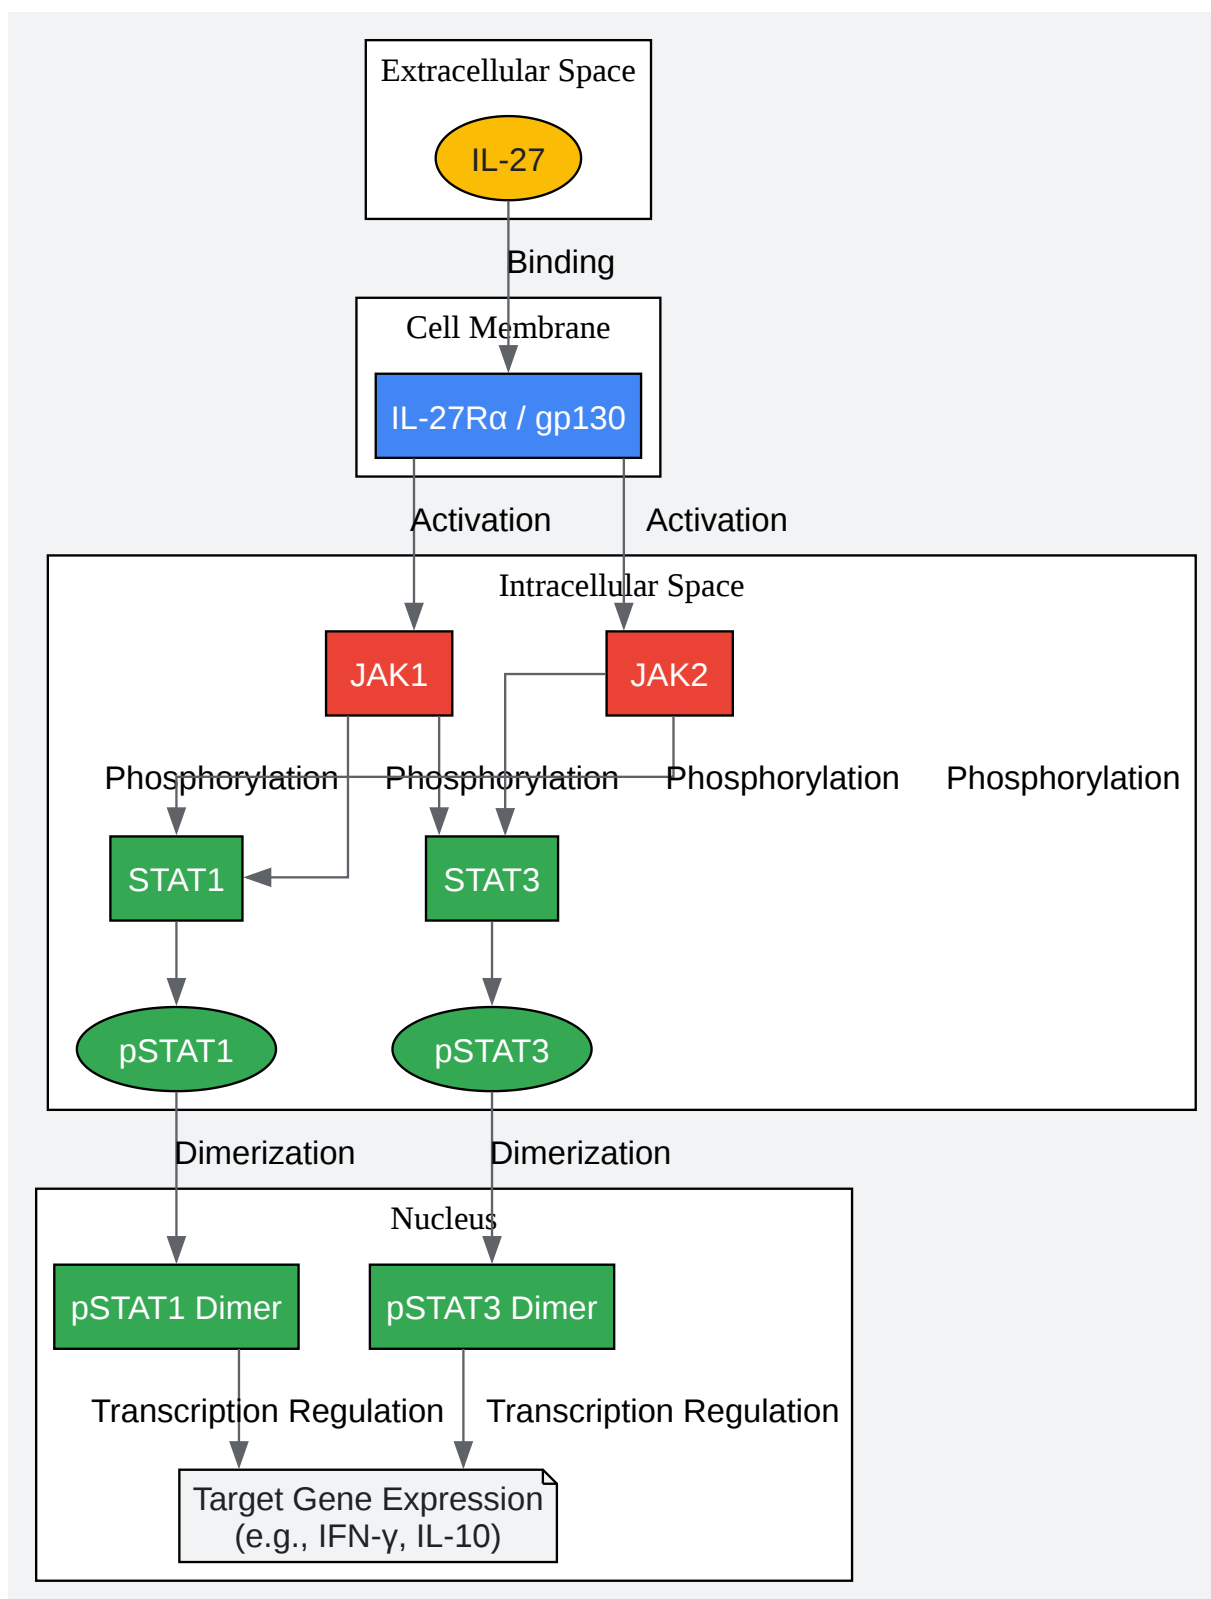 Extracellular Space
IL-27
Binding
Cell Membrane
IL-27Rα / gp130
Activation
Activation
Intracellular Space
JAK1
JAK2
Phosphorylation
Phosphorylation
Phosphorylation
Phosphorylation
STAT1
STAT3
pSTAT1
pSTAT3
Dimerization
Dimerization
Nucleus
pSTAT1 Dimer
pSTAT3 Dimer
Transcription Regulation
Transcription Regulation
Target Gene Expression
(e.g., IFN-γ, IL-10)